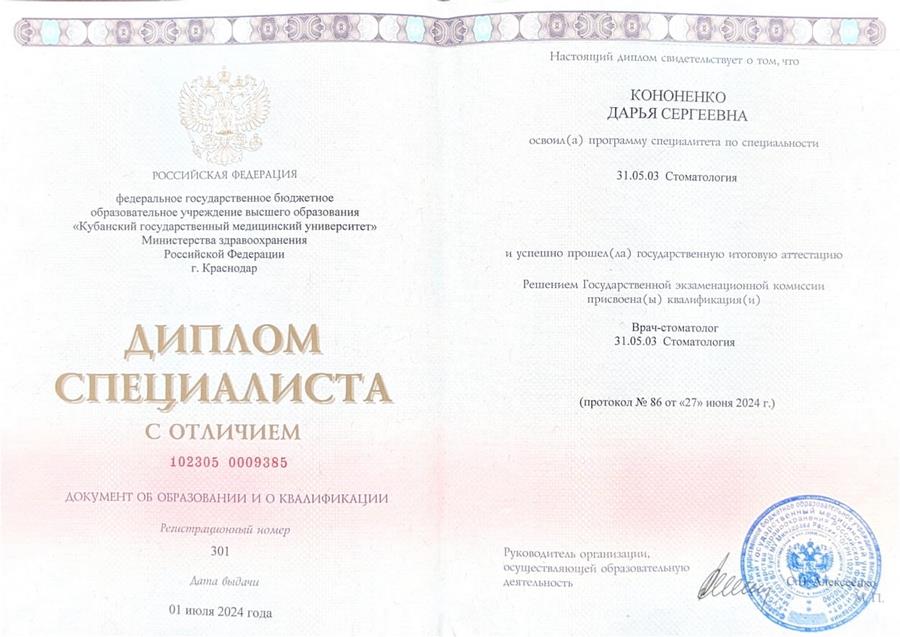 РОССИЙСКАЯ ФЕДЕРАЦИЯ
федеральное государственное бюджетное
образовательное учреждение высшего образования
«Кубанский государственный медицинский университет»
Министерства здравоохранения
Российской Федерации
г. Краснодар
ДИПЛОМ
СПЕЦИАЛИСТА
С ОТЛИЧИЕМ
102305 0009385
ДОКУМЕНТ ОБ ОБРАЗОВАНИИ И О КВАЛИФИКАЦИИ
Регистрационный номер
301
Дата выдачи
01 июля 2024 года
Настоящий диплом свидетельствует о том, что
КОНОНЕНКО
ДАРЬЯ СЕРГЕЕВНА
освоил(а) программу специалитета по специальности
31.05.03 Стоматология
и успешно прошел(ла) государственную итоговую аттестацию
Решением Государственной экзаменационной комиссии
присвоена(ы) квалификация(и)
Врач-стоматолог
31.05.03 Стоматология
(протокол № 86 от «27» июня 2024 г.)
Руководитель организации,
осуществляющей образовательную
деятельность
Алексеенко
М.П.